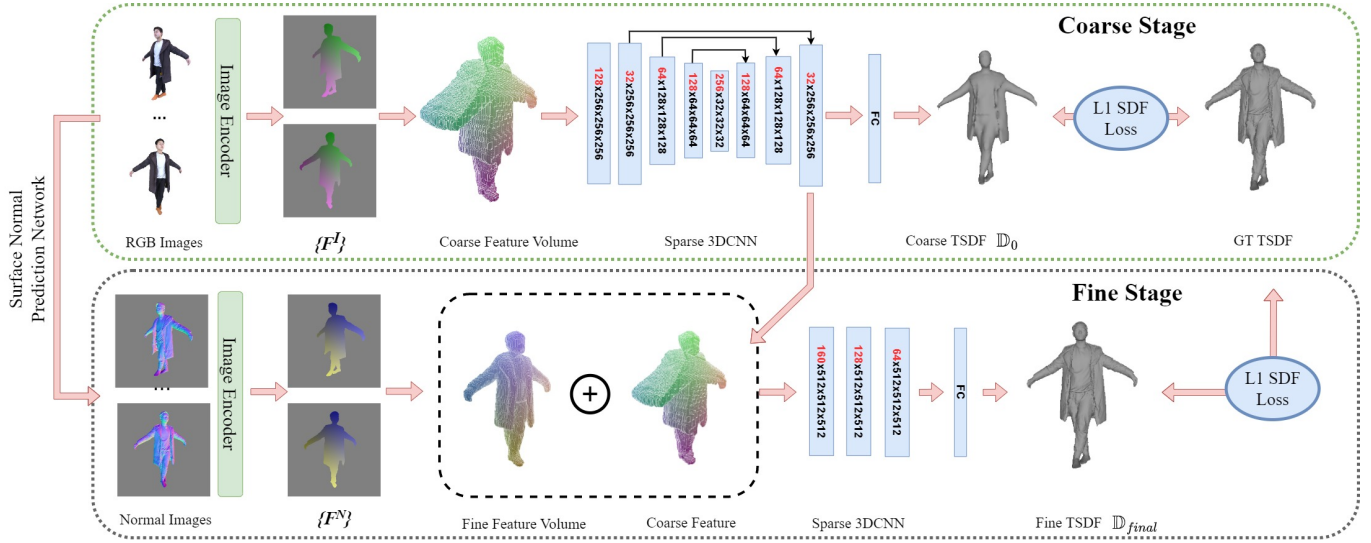 Coarse Stage
Surface Normal
Prediction Network
...
RGB Images
Image Encoder
{F^I}
Coarse Feature Volume
128x256x256x256
32x256x256x256
64x128x128x128
128x64x64x64
256x32x32x32
128x64x64x64
64x128x128x128
32x256x256x256
Sparse 3DCNN
FC
Coarse TSDF 𝔻_0
L1 SDF
Loss
GT TSDF
Fine Stage
...
Normal Images
Image Encoder
{F^N}
Fine Feature Volume
+
Coarse Feature
160x512x512x512
128x512x512x512
64x512x512x512
Sparse 3DCNN
FC
Fine TSDF 𝔻_final
L1 SDF
Loss